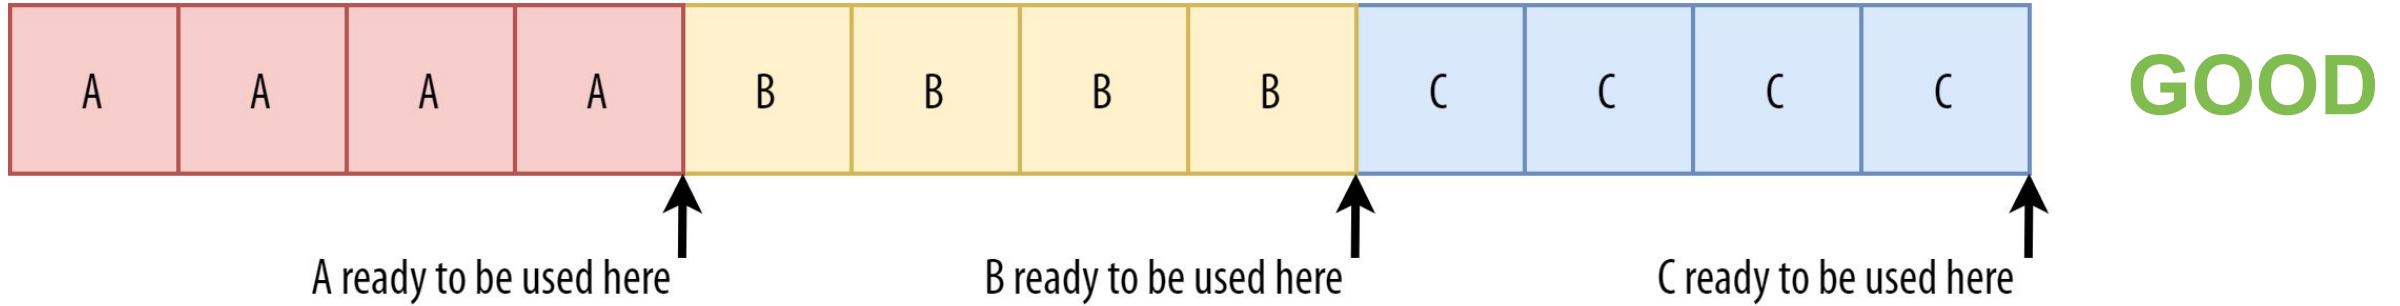 A A A A B B B B C C C C GOOD
A ready to be used here B ready to be used here C ready to be used here